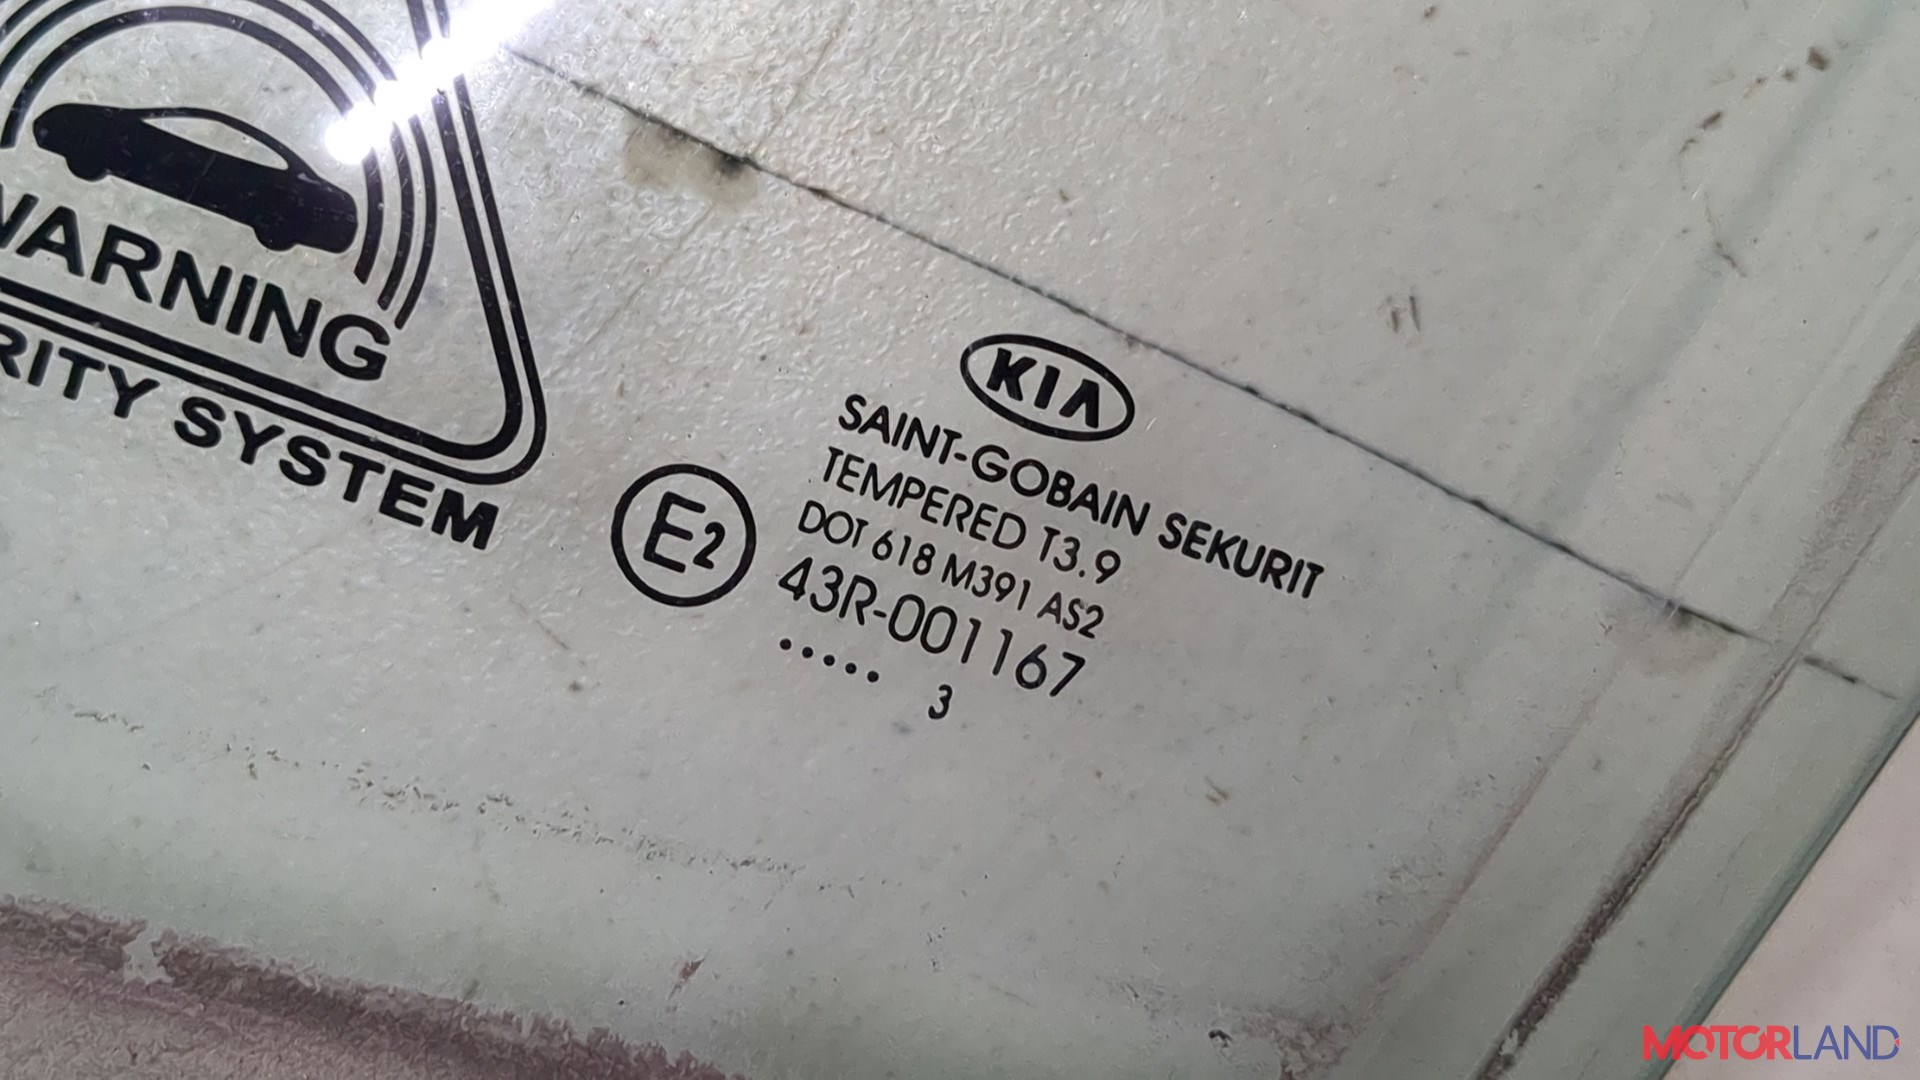 WARNING
RITY SYSTEM
KIA
SAINT-GOBAIN SEKURIT
TEMPERED T3.9
DOT 618 M391 AS2
E2
43R-001167
..... 3
MOTORLAND